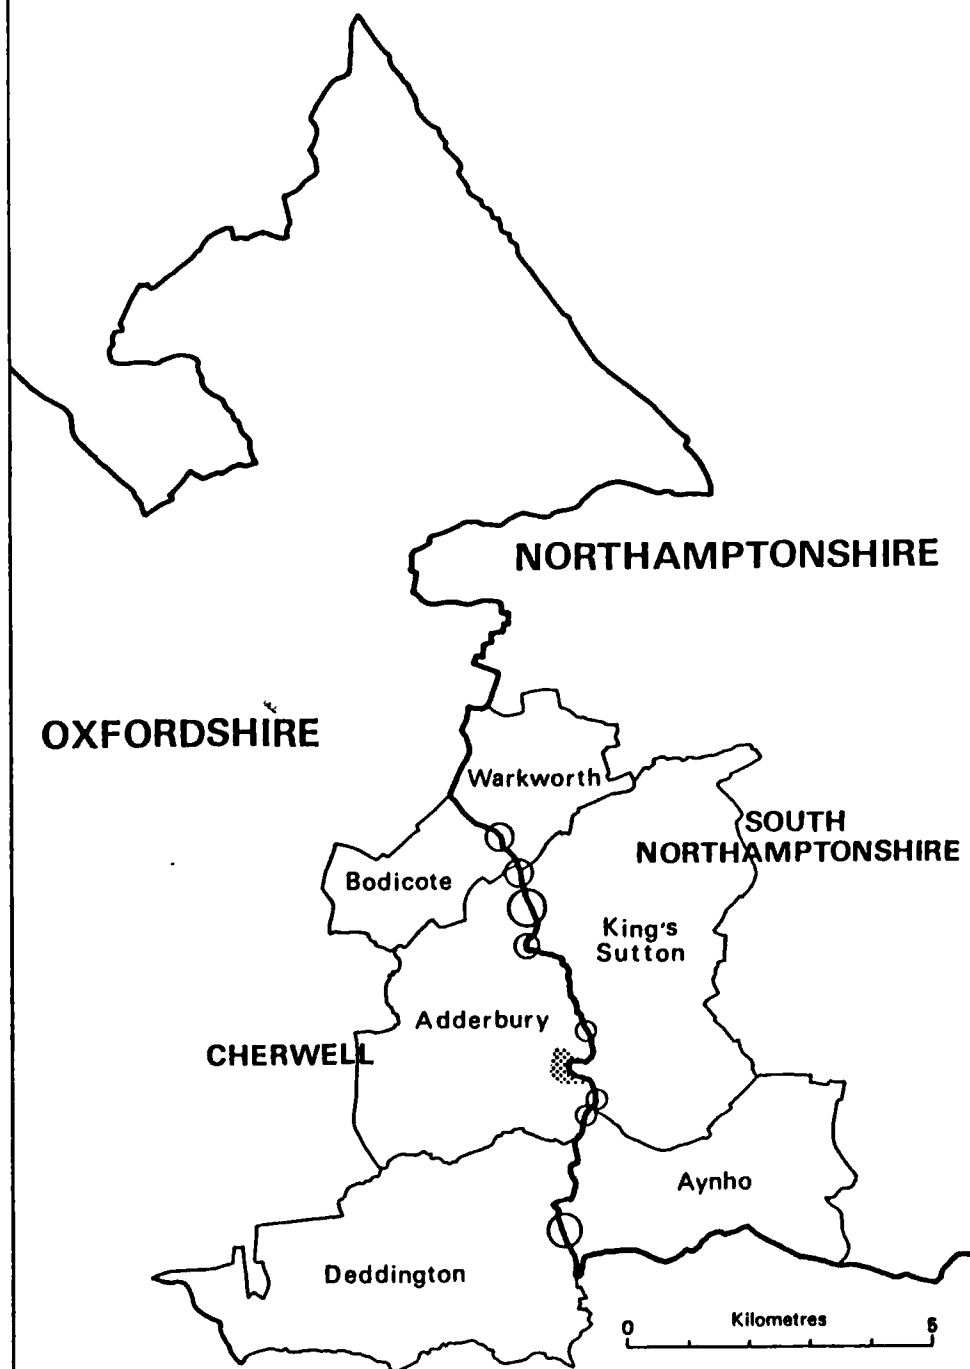 NORTHAMPTONSHIRE
OXFORDSHIRE
Warkworth
SOUTH
NORTHAMPTONSHIRE
Bodicote
King's
Sutton
Adderbury
CHERWELL
Aynho
Deddington
Kilometres
0 5